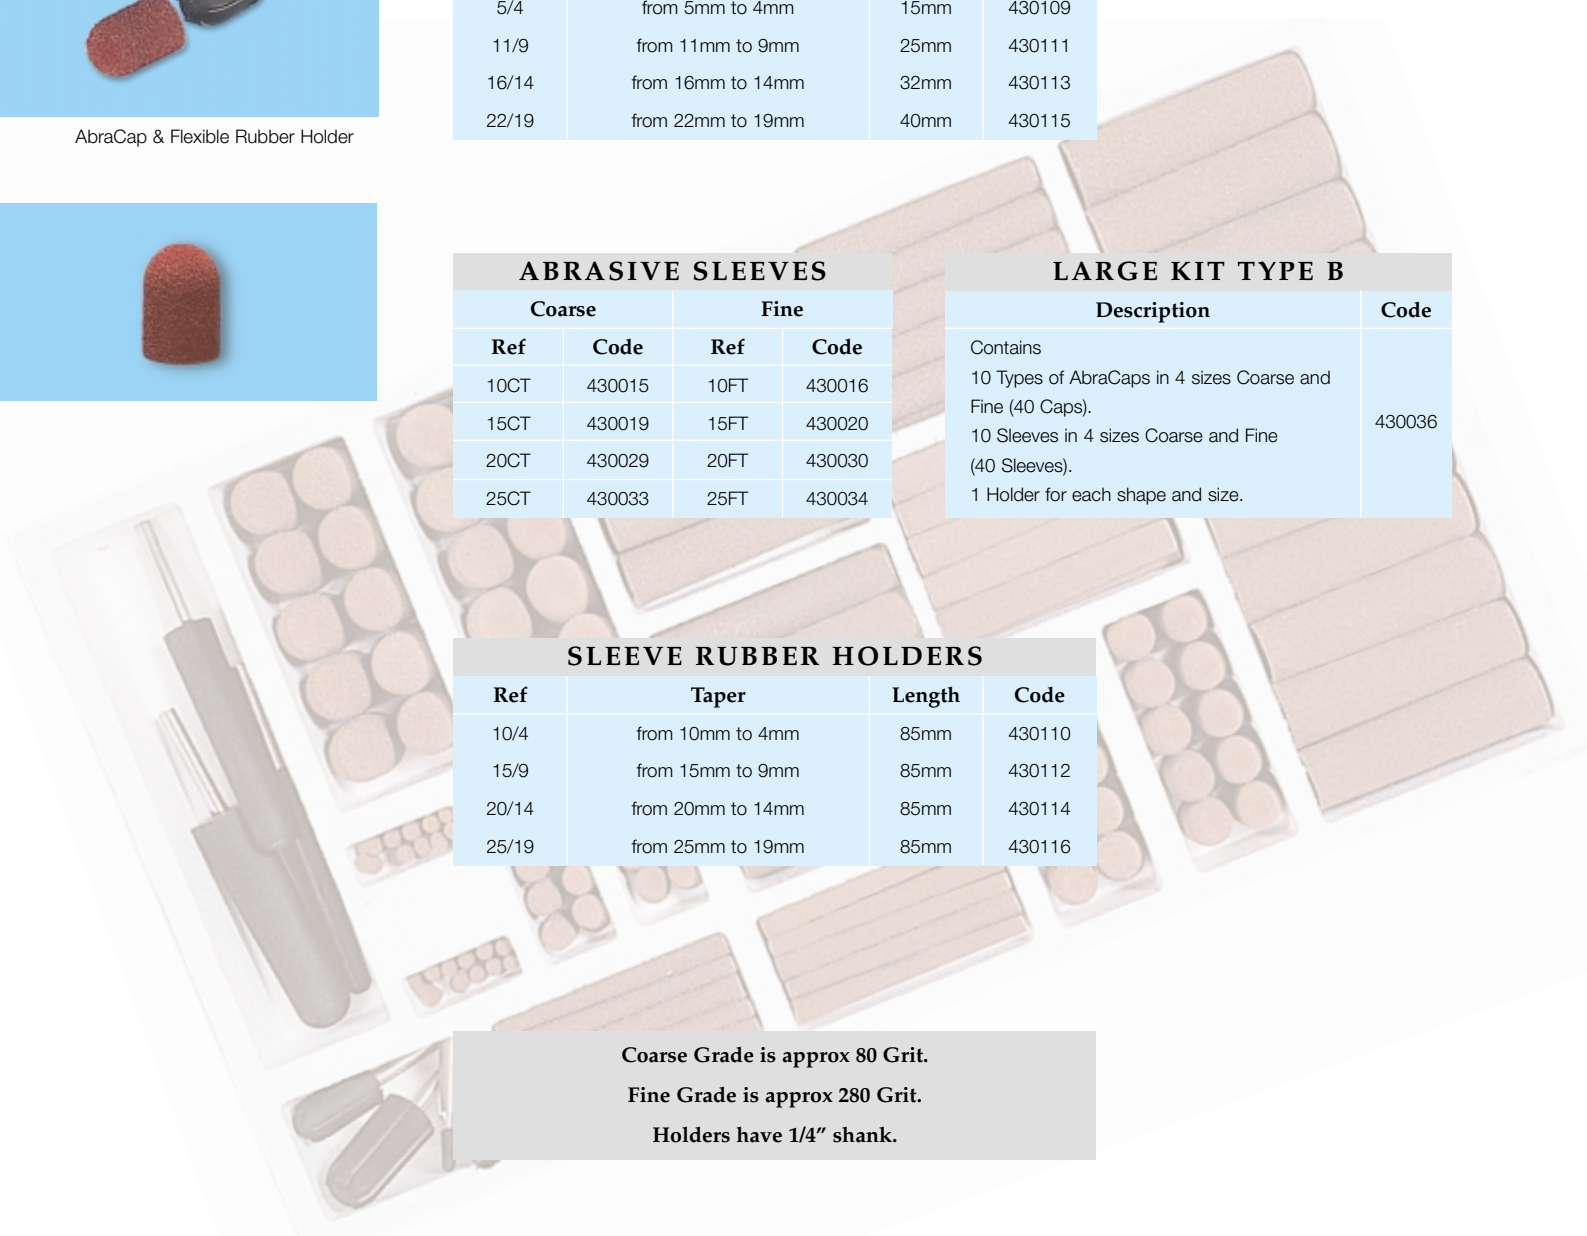 5/4 from 5mm to 4mm 15mm 430109
11/9 from 11mm to 9mm 25mm 430111
16/14 from 16mm to 14mm 32mm 430113
22/19 from 22mm to 19mm 40mm 430115
AbraCap & Flexible Rubber Holder
ABRASIVE SLEEVES
Coarse Fine
Ref Code Ref Code
10CT 430015 10FT 430016
15CT 430019 15FT 430020
20CT 430029 20FT 430030
25CT 430033 25FT 430034
LARGE KIT TYPE B
Description Code
Contains
10 Types of AbraCaps in 4 sizes Coarse and
Fine (40 Caps).
10 Sleeves in 4 sizes Coarse and Fine
(40 Sleeves).
1 Holder for each shape and size.
430036
SLEEVE RUBBER HOLDERS
Ref Taper Length Code
10/4 from 10mm to 4mm 85mm 430110
15/9 from 15mm to 9mm 85mm 430112
20/14 from 20mm to 14mm 85mm 430114
25/19 from 25mm to 19mm 85mm 430116
Coarse Grade is approx 80 Grit.
Fine Grade is approx 280 Grit.
Holders have 1/4” shank.